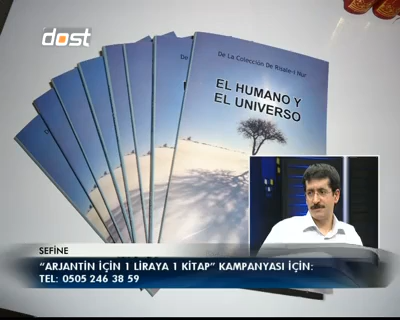 dost
De La Colección De Risale-i Nur
EL HUMANO Y
EL UNIVERSO
SEFİNE
“ARJANTİN İÇİN 1 LİRAYA 1 KİTAP” KAMPANYASI İÇİN:
TEL: 0505 246 38 59